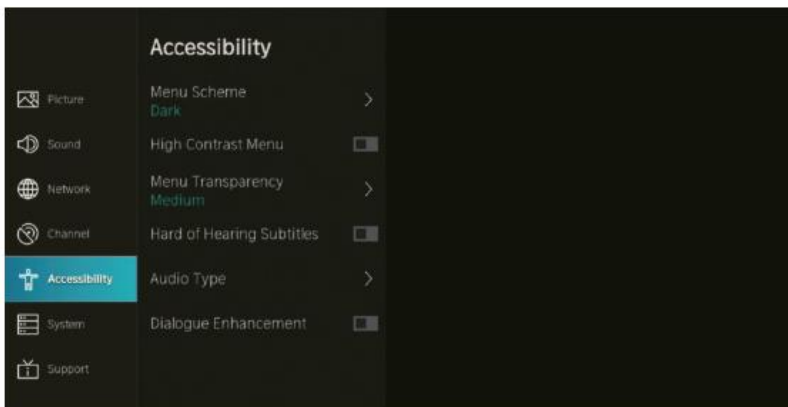 Accessibility
Picture
Sound
Network
Channel
Accessibility
System
Support
Menu Scheme
Dark
High Contrast Menu
Menu Transparency
Medium
Hard of Hearing Subtitles
Audio Type
Dialogue Enhancement